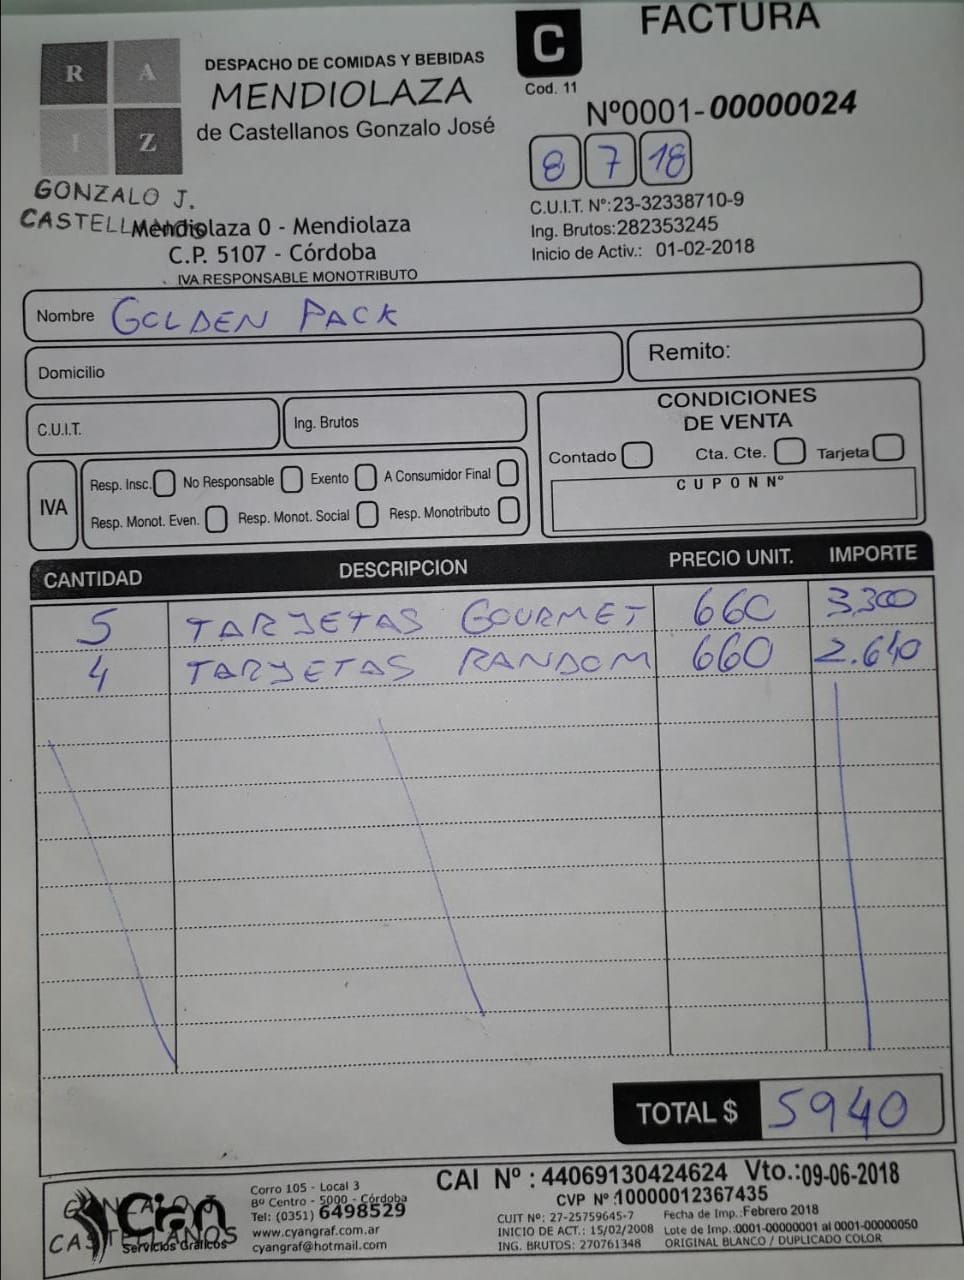 FACTURA
R A
I Z
DESPACHO DE COMIDAS Y BEBIDAS
MENDIOLAZA
de Castellanos Gonzalo José
C
Cod. 11
Nº0001-00000024
8 7 18
GONZALO J.
CASTELLANOS
Mendiolaza 0 - Mendiolaza
C.P. 5107 - Córdoba
IVA RESPONSABLE MONOTRIBUTO
C.U.I.T. Nº:23-32338710-9
Ing. Brutos:282353245
Inicio de Activ.: 01-02-2018
Nombre GOLDEN PACK
Domicilio
Remito:
C.U.I.T.
Ing. Brutos
CONDICIONES
DE VENTA
Contado Cta. Cte. Tarjeta
CUPON Nº
IVA
Resp. Insc. No Responsable Exento A Consumidor Final
Resp. Monot. Even. Resp. Monot. Social Resp. Monotributo
CANTIDAD DESCRIPCION PRECIO UNIT. IMPORTE
5 TARJETAS GOURMET 660 3.300
4 TARJETAS RANDOM 660 2.640
TOTAL $ 5940
GONZALO J
CASTELLANOS
Cian
Servicios Gráficos
Corro 105 - Local 3
Bº Centro - 5000 - Córdoba
Tel: (0351) 6498529
www.cyangraf.com.ar
cyangraf@hotmail.com
CAI Nº : 44069130424624 Vto.:09-06-2018
CVP Nº :10000012367435
CUIT Nº: 27-25759645-7 Fecha de Imp.:Febrero 2018
INICIO DE ACT.: 15/02/2008 Lote de Imp.:0001-00000001 al 0001-00000050
ING. BRUTOS: 270761348 ORIGINAL BLANCO / DUPLICADO COLOR